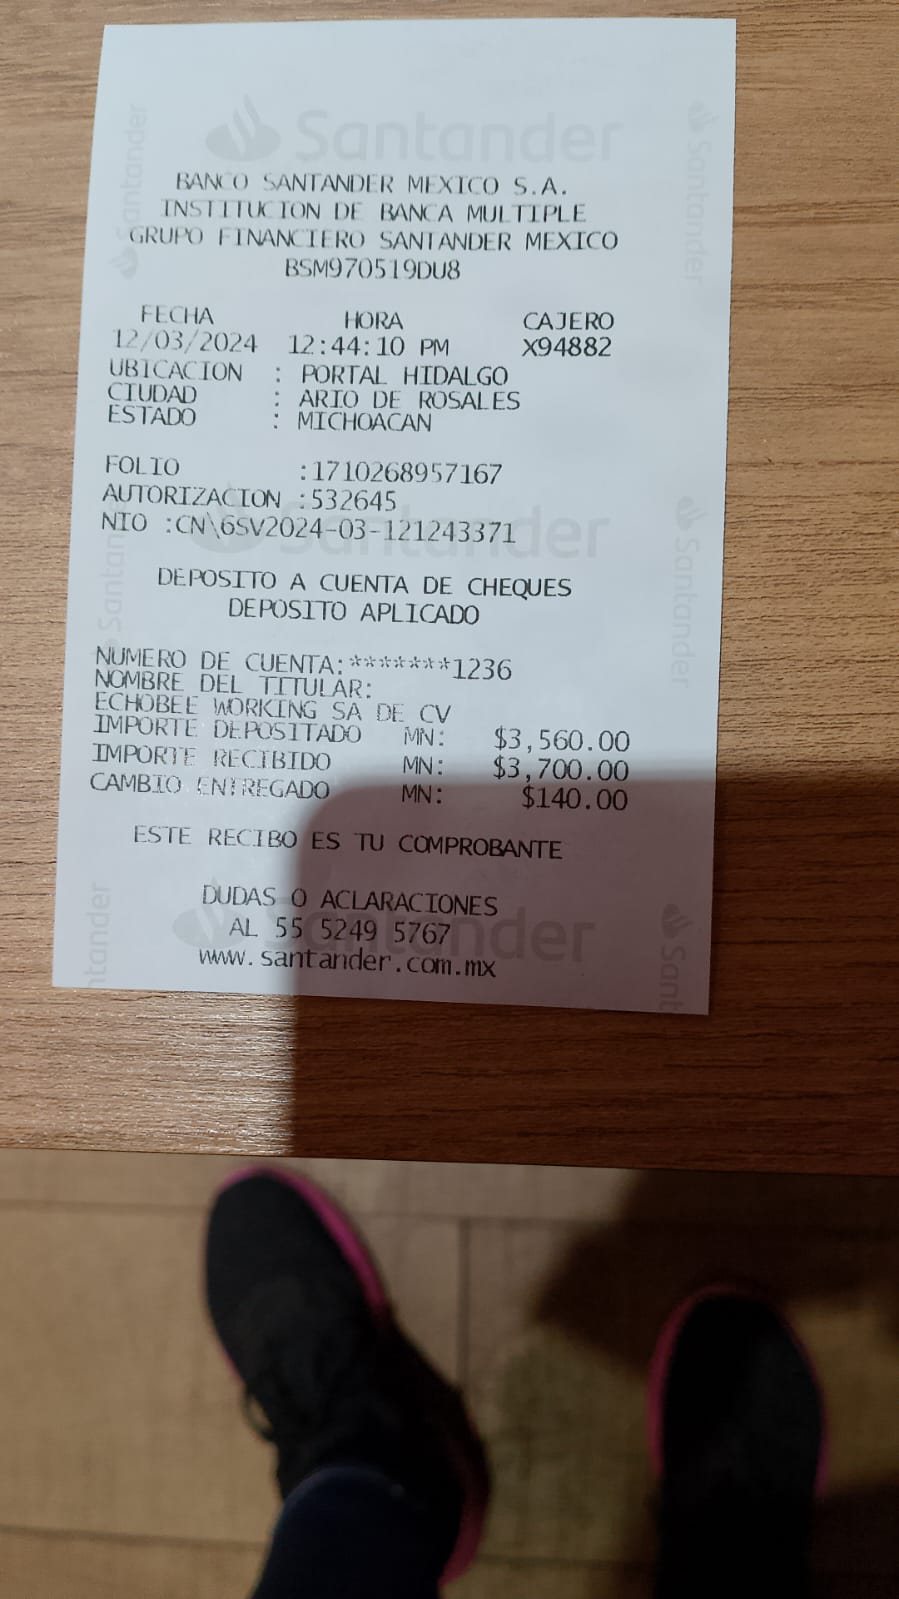 Santander
BANCO SANTANDER MEXICO S.A.
INSTITUCION DE BANCA MULTIPLE
GRUPO FINANCIERO SANTANDER MEXICO
BSM970519DU8
FECHA HORA CAJERO
12/03/2024 12:44:10 PM X94882
UBICACION : PORTAL HIDALGO
CIUDAD : ARIO DE ROSALES
ESTADO : MICHOACAN
FOLIO :1710268957167
AUTORIZACION :532645
NIO :CN\6SV2024-03-121243371
DEPOSITO A CUENTA DE CHEQUES
DEPOSITO APLICADO
NUMERO DE CUENTA:*******1236
NOMBRE DEL TITULAR:
ECHOBEE WORKING SA DE CV
IMPORTE DEPOSITADO MN: $3,560.00
IMPORTE RECIBIDO MN: $3,700.00
CAMBIO ENTREGADO MN: $140.00
ESTE RECIBO ES TU COMPROBANTE
DUDAS O ACLARACIONES
AL 55 5249 5767
www.santander.com.mx